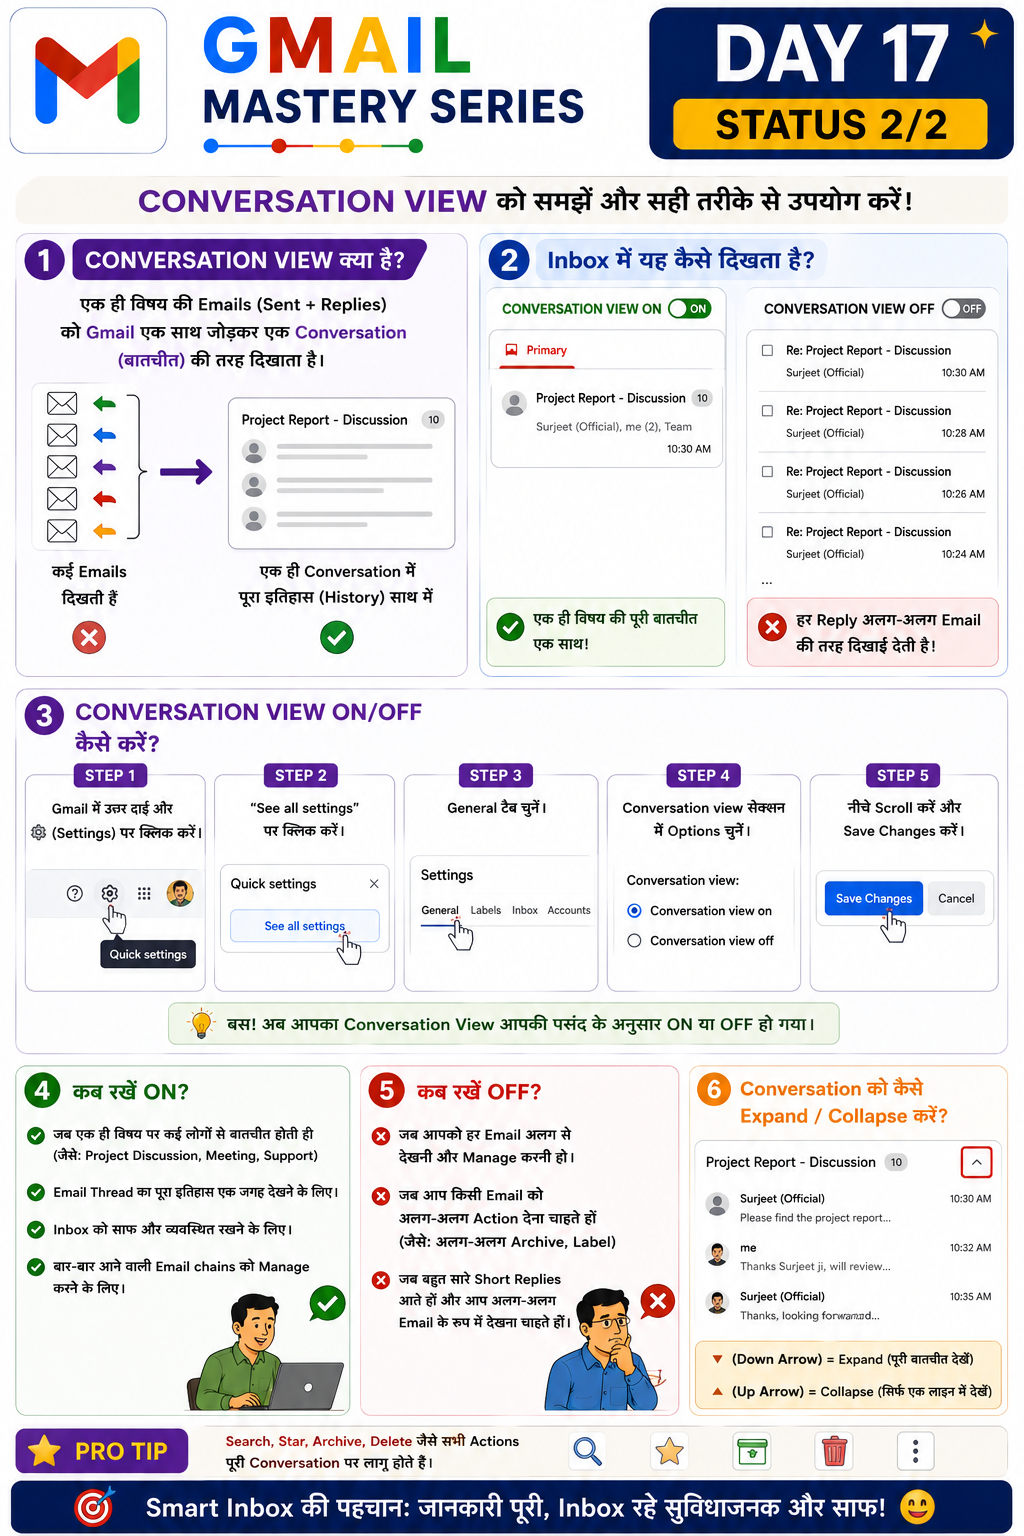 GMAIL
MASTERY SERIES
DAY 17
STATUS 2/2
CONVERSATION VIEW को समझें और सही तरीके से उपयोग करें!
1 CONVERSATION VIEW क्या है?
एक ही विषय की Emails (Sent + Replies)
को Gmail एक साथ जोड़कर एक Conversation
(बातचीत) की तरह दिखाता है।
Project Report - Discussion 10
कई Emails
दिखती हैं
एक ही Conversation में
पूरा इतिहास (History) साथ में
2 Inbox में यह कैसे दिखता है?
CONVERSATION VIEW ON ON
Primary
Project Report - Discussion 10
Surjeet (Official), me (2), Team
10:30 AM
एक ही विषय की पूरी बातचीत
एक साथ!
CONVERSATION VIEW OFF OFF
Re: Project Report - Discussion
Surjeet (Official) 10:30 AM
Re: Project Report - Discussion
Surjeet (Official) 10:28 AM
Re: Project Report - Discussion
Surjeet (Official) 10:26 AM
Re: Project Report - Discussion
Surjeet (Official) 10:24 AM
...
हर Reply अलग-अलग Email
की तरह दिखाई देती है!
3 CONVERSATION VIEW ON/OFF
कैसे करें?
STEP 1
Gmail में ऊपर दाईं और
(Settings) पर क्लिक करें।
Quick settings
STEP 2
“See all settings”
पर क्लिक करें।
Quick settings
See all settings
STEP 3
General टैब चुनें।
Settings
General Labels Inbox Accounts
STEP 4
Conversation view सेक्सन
में Options चुनें।
Conversation view:
Conversation view on
Conversation view off
STEP 5
नीचे Scroll करें और
Save Changes करें।
Save Changes Cancel
बस! अब आपका Conversation View आपकी पसंद के अनुसार ON या OFF हो गया।
4 कब रखें ON?
जब एक ही विषय पर कई लोगों से बातचीत होती ही
(जैसे: Project Discussion, Meeting, Support)
Email Thread का पूरा इतिहास एक जगह देखने के लिए।
Inbox को साफ और व्यवस्थित रखने के लिए।
बार-बार आने वाली Email chains को Manage
करने के लिए।
5 कब रखें OFF?
जब आपको हर Email अलग से
देखनी और Manage करनी हो।
जब आप किसी Email को
अलग-अलग Action देना चाहते हों
(जैसे: अलग-अलग Archive, Label)
जब बहुत सारे Short Replies
आते हों और आप अलग-अलग
Email के रुप में देखना चाहते हों।
6 Conversation को कैसे
Expand / Collapse करें?
Project Report - Discussion 10
Surjeet (Official) 10:30 AM
Please find the project report...
me 10:32 AM
Thanks Surjeet ji, will review...
Surjeet (Official) 10:35 AM
Thanks, looking
(Down Arrow) = Expand (पूरी बातचीत देखें)
(Up Arrow) = Collapse (सिर्फ एक लाइन में देखें)
PRO TIP
Search, Star, Archive, Delete जैसे सभी Actions
पूरी Conversation पर लागू होते हैं।
Smart Inbox की पहचान: जानकारी पूरी, Inbox रहे सुविधाजनक और साफ!